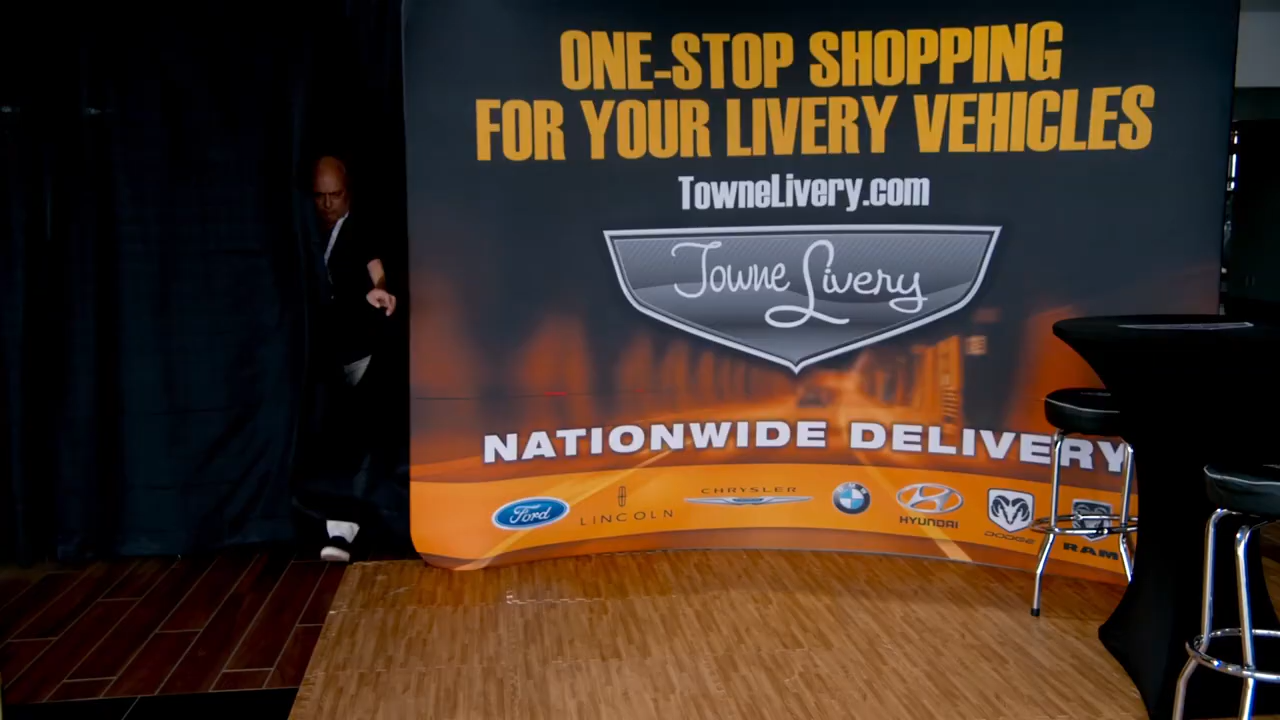 ONE-STOP SHOPPING
FOR YOUR LIVERY VEHICLES
TowneLivery.com
Towne Livery
NATIONWIDE DELIVERY
Ford
LINCOLN
CHRYSLER
BMW
HYUNDAI
DODGE
RAM